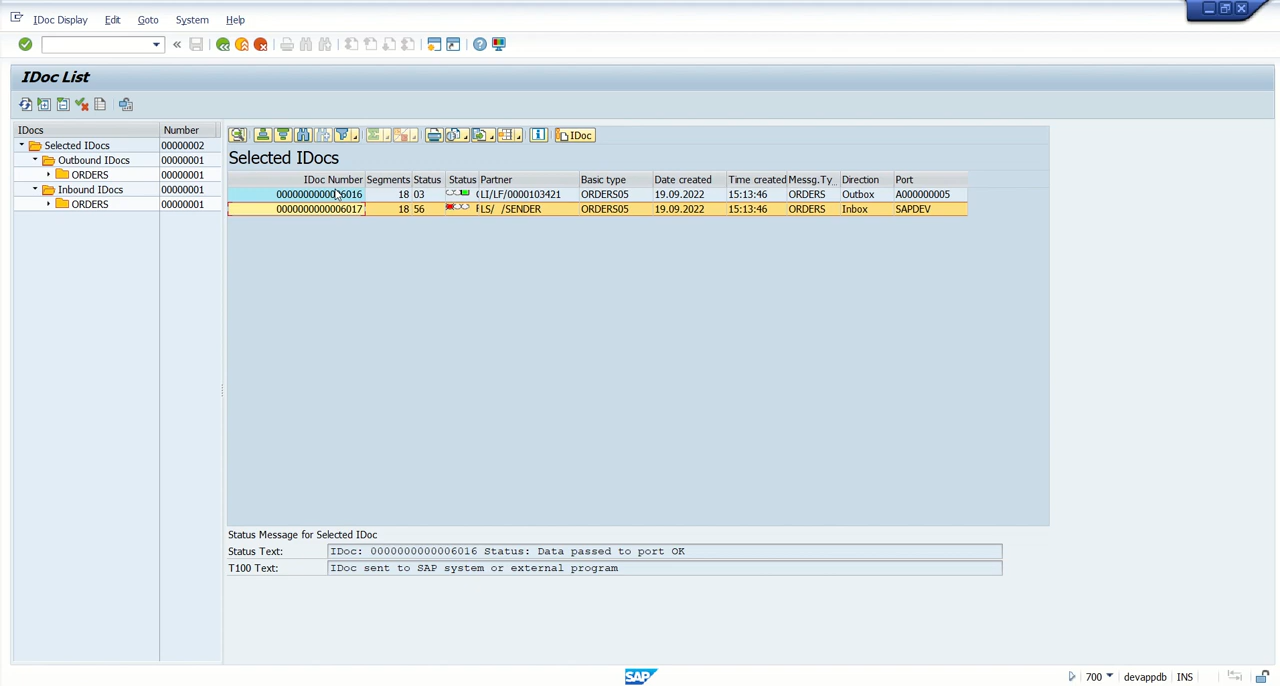 IDoc Display Edit Goto System Help
IDoc List
IDocs Number
Selected IDocs 00000002
Outbound IDocs 00000001
ORDERS 00000001
Inbound IDocs 00000001
ORDERS 00000001
IDoc
Selected IDocs
IDoc Number Segments Status Status Partner Basic type Date created Time created Messg.Ty... Direction Port
0000000000006016 18 03 LI/LF/0000103421 ORDERS05 19.09.2022 15:13:46 ORDERS Outbox A000000005
0000000000006017 18 56 LS/ /SENDER ORDERS05 19.09.2022 15:13:46 ORDERS Inbox SAPDEV
Status Message for Selected IDoc
Status Text: IDoc: 0000000000006016 Status: Data passed to port OK
T100 Text: IDoc sent to SAP system or external program
SAP
700 devappdb INS